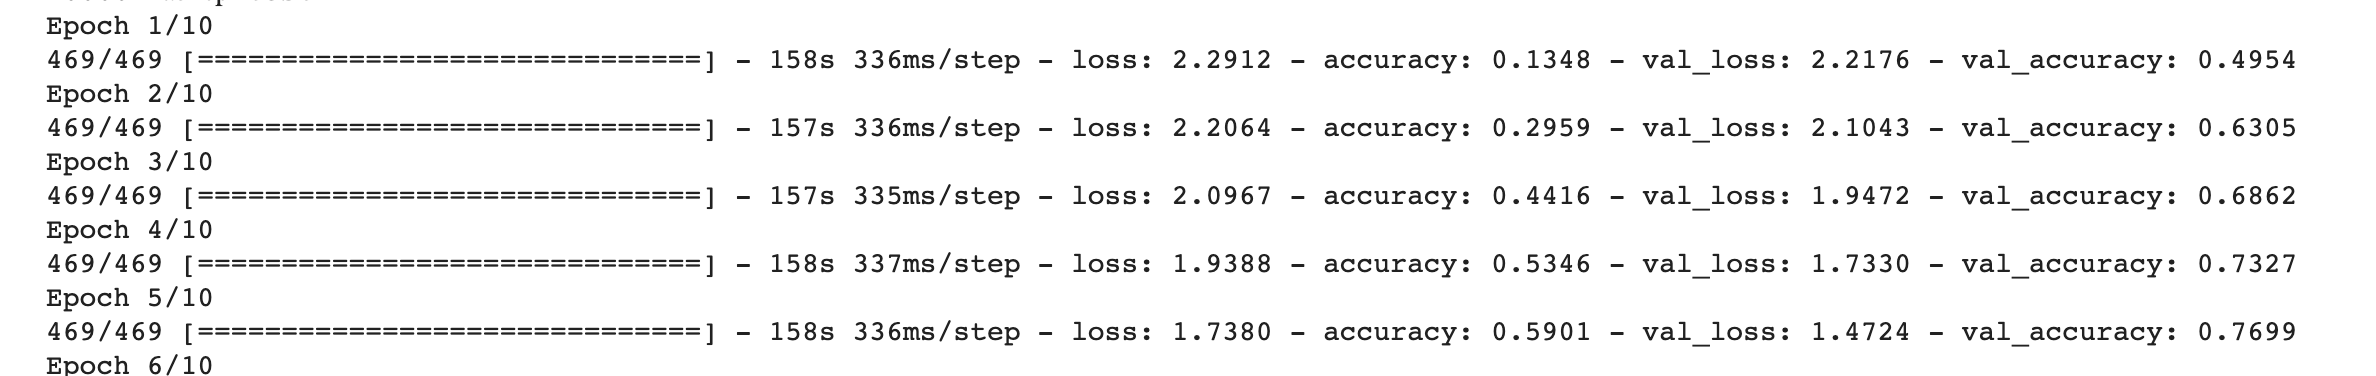 Epoch 1/10
469/469 [==============================] - 158s 336ms/step - loss: 2.2912 - accuracy: 0.1348 - val_loss: 2.2176 - val_accuracy: 0.4954
Epoch 2/10
469/469 [==============================] - 157s 336ms/step - loss: 2.2064 - accuracy: 0.2959 - val_loss: 2.1043 - val_accuracy: 0.6305
Epoch 3/10
469/469 [==============================] - 157s 335ms/step - loss: 2.0967 - accuracy: 0.4416 - val_loss: 1.9472 - val_accuracy: 0.6862
Epoch 4/10
469/469 [==============================] - 158s 337ms/step - loss: 1.9388 - accuracy: 0.5346 - val_loss: 1.7330 - val_accuracy: 0.7327
Epoch 5/10
469/469 [==============================] - 158s 336ms/step - loss: 1.7380 - accuracy: 0.5901 - val_loss: 1.4724 - val_accuracy: 0.7699
Epoch 6/10